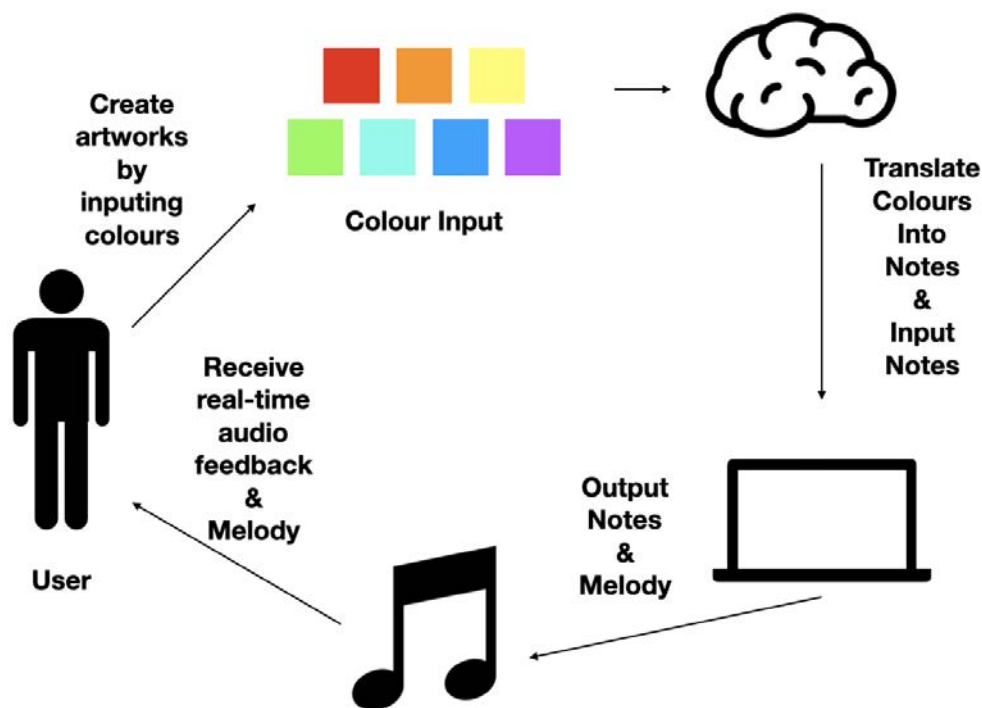 Create
artworks
by
inputing
colours
Colour Input
Translate
Colours
Into
Notes
&
Input
Notes
Receive
real-time
audio
feedback
&
Melody
Output
Notes
&
Melody
User